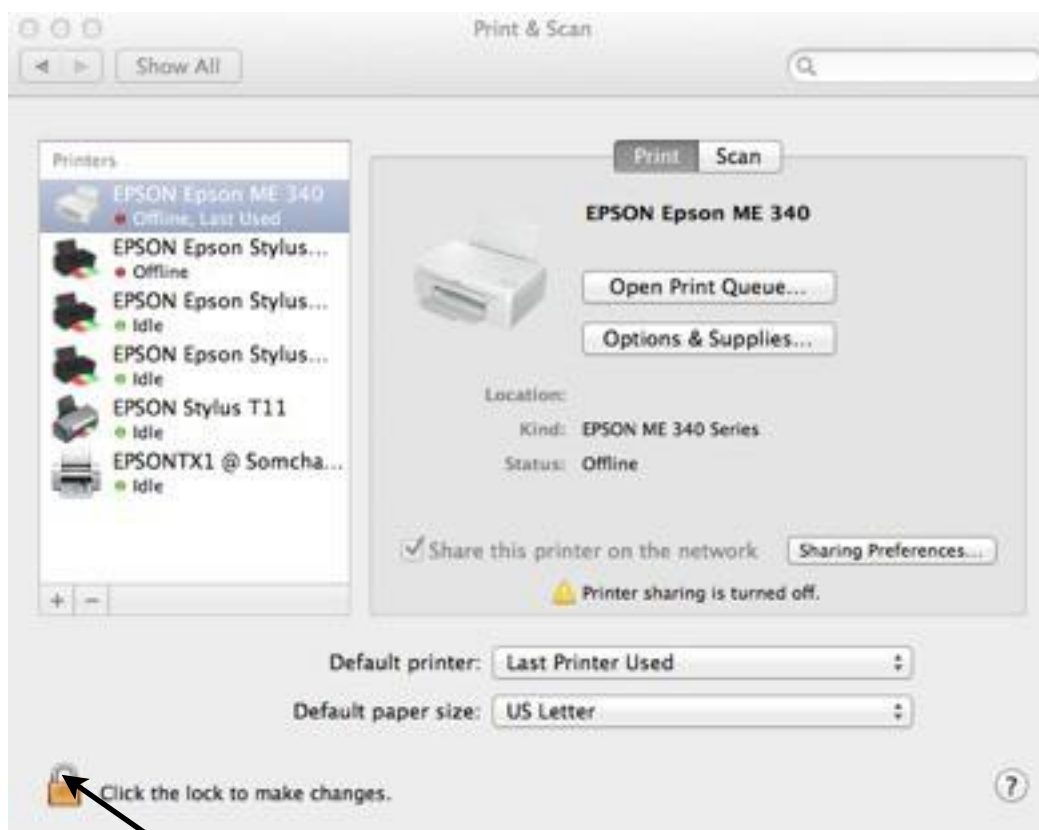 Print & Scan
Show All
Printers
EPSON Epson ME 340
Offline, Last Used
EPSON Epson Stylus...
Offline
EPSON Epson Stylus...
Idle
EPSON Epson Stylus...
Idle
EPSON Stylus T11
Idle
EPSONTX1 @ Somcha...
Idle
+ −
Print Scan
EPSON Epson ME 340
Open Print Queue...
Options & Supplies...
Location:
Kind: EPSON ME 340 Series
Status: Offline
Share this printer on the network Sharing Preferences...
Printer sharing is turned off.
Default printer: Last Printer Used
Default paper size: US Letter
Click the lock to make changes.
?